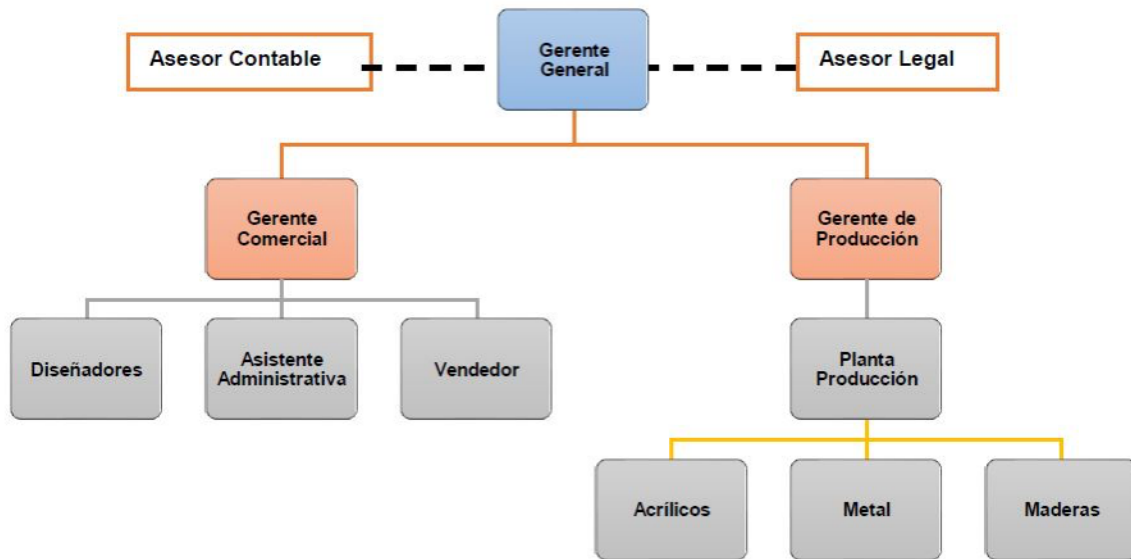 Asesor Contable
Gerente
General
Asesor Legal
Gerente
Comercial
Gerente de
Producción
Diseñadores
Asistente
Administrativa
Vendedor
Planta
Producción
Acrílicos
Metal
Maderas